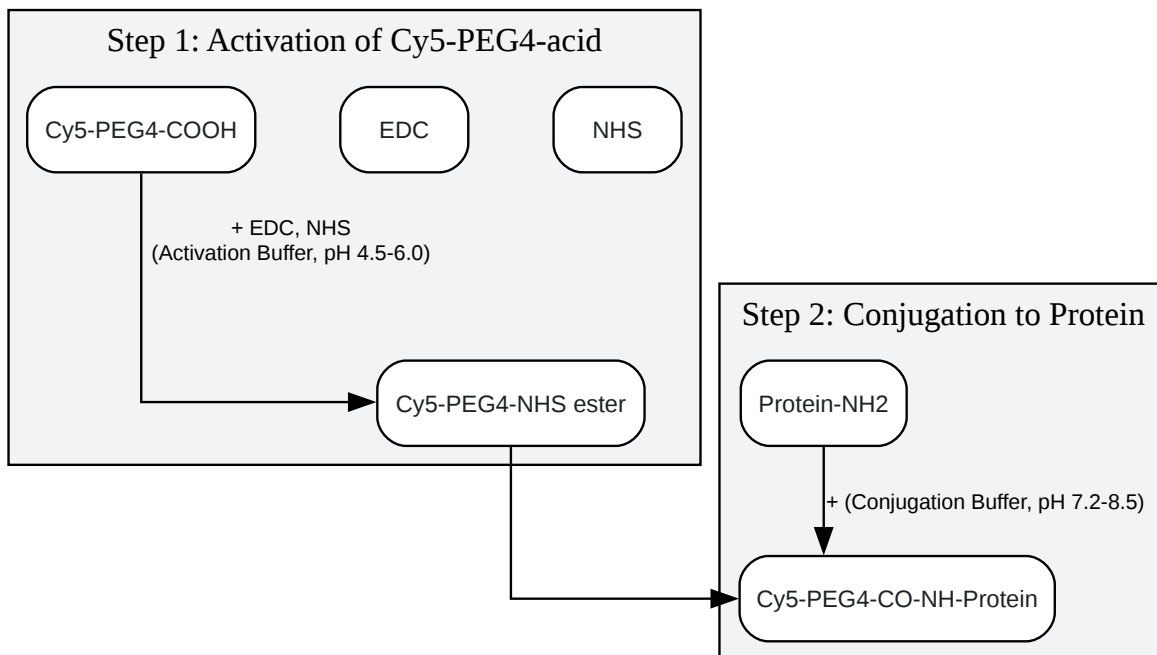 Step 1: Activation of Cy5-PEG4-acid
Cy5-PEG4-COOH
EDC
NHS
+ EDC, NHS
(Activation Buffer, pH 4.5-6.0)
Cy5-PEG4-NHS ester
Step 2: Conjugation to Protein
Protein-NH2
+ (Conjugation Buffer, pH 7.2-8.5)
Cy5-PEG4-CO-NH-Protein